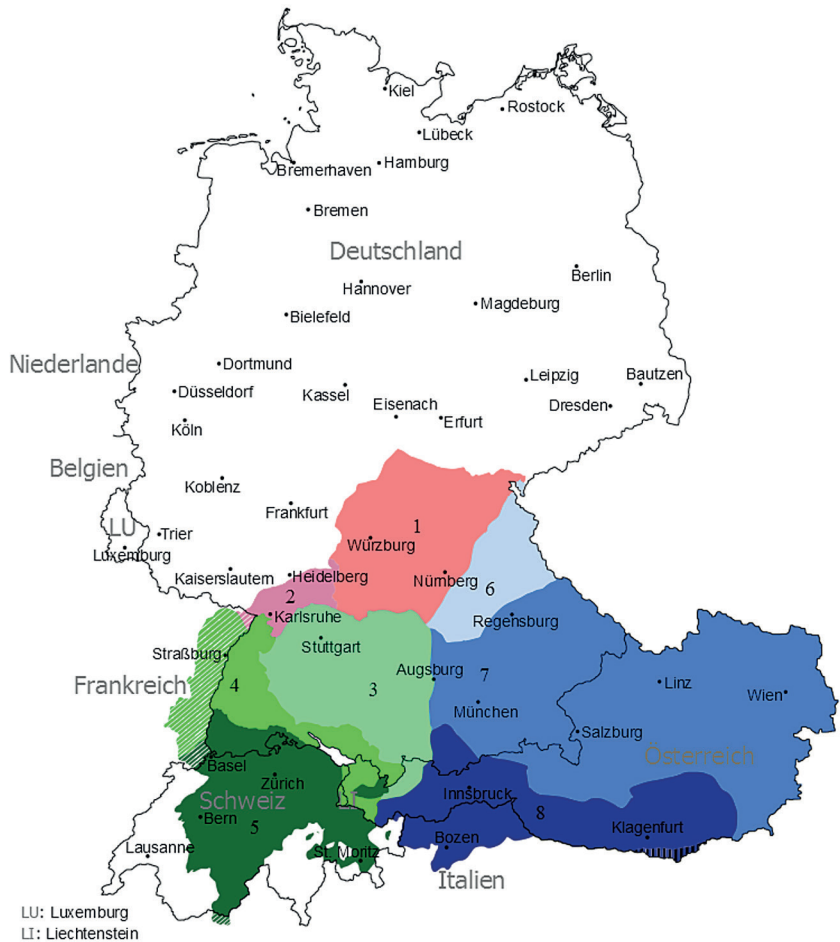 Kiel
Rostock
Lübeck
Bremerhaven
Hamburg
Bremen
Deutschland
Berlin
Hannover
Magdeburg
Bielefeld
Niederlande
Dortmund
Leipzig
Bautzen
Düsseldorf
Kassel
Eisenach
Dresden
Erfurt
Köln
Belgien
Koblenz
Frankfurt
1
LU
Trier
Würzburg
Luxemburg
Kaiserslautern
Heidelberg
Nürnberg
6
2
Karlsruhe
Regensburg
Stuttgart
Straßburg
Augsburg
7
Frankreich
4
3
Linz
Wien
München
Salzburg
Österreich
Basel
Zürich
Innsbruck
Schweiz
LI
8
Bern
5
Klagenfurt
Bozen
Lausanne
St. Moritz
Italien
LU: Luxemburg
LI: Liechtenstein